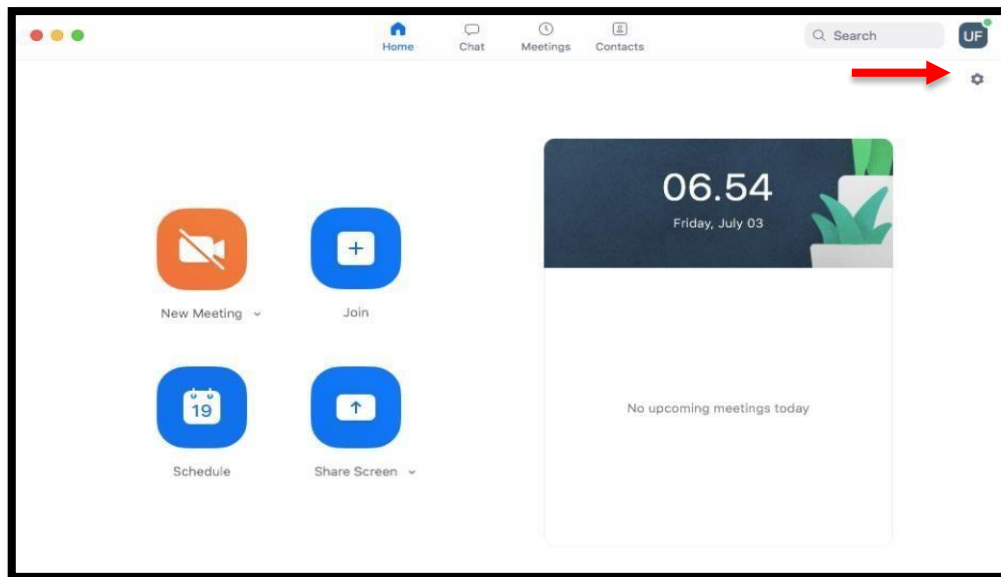 Home
Chat
Meetings
Contacts
Search
UF
06.54
Friday, July 03
New Meeting
Join
19
Schedule
Share Screen
No upcoming meetings today